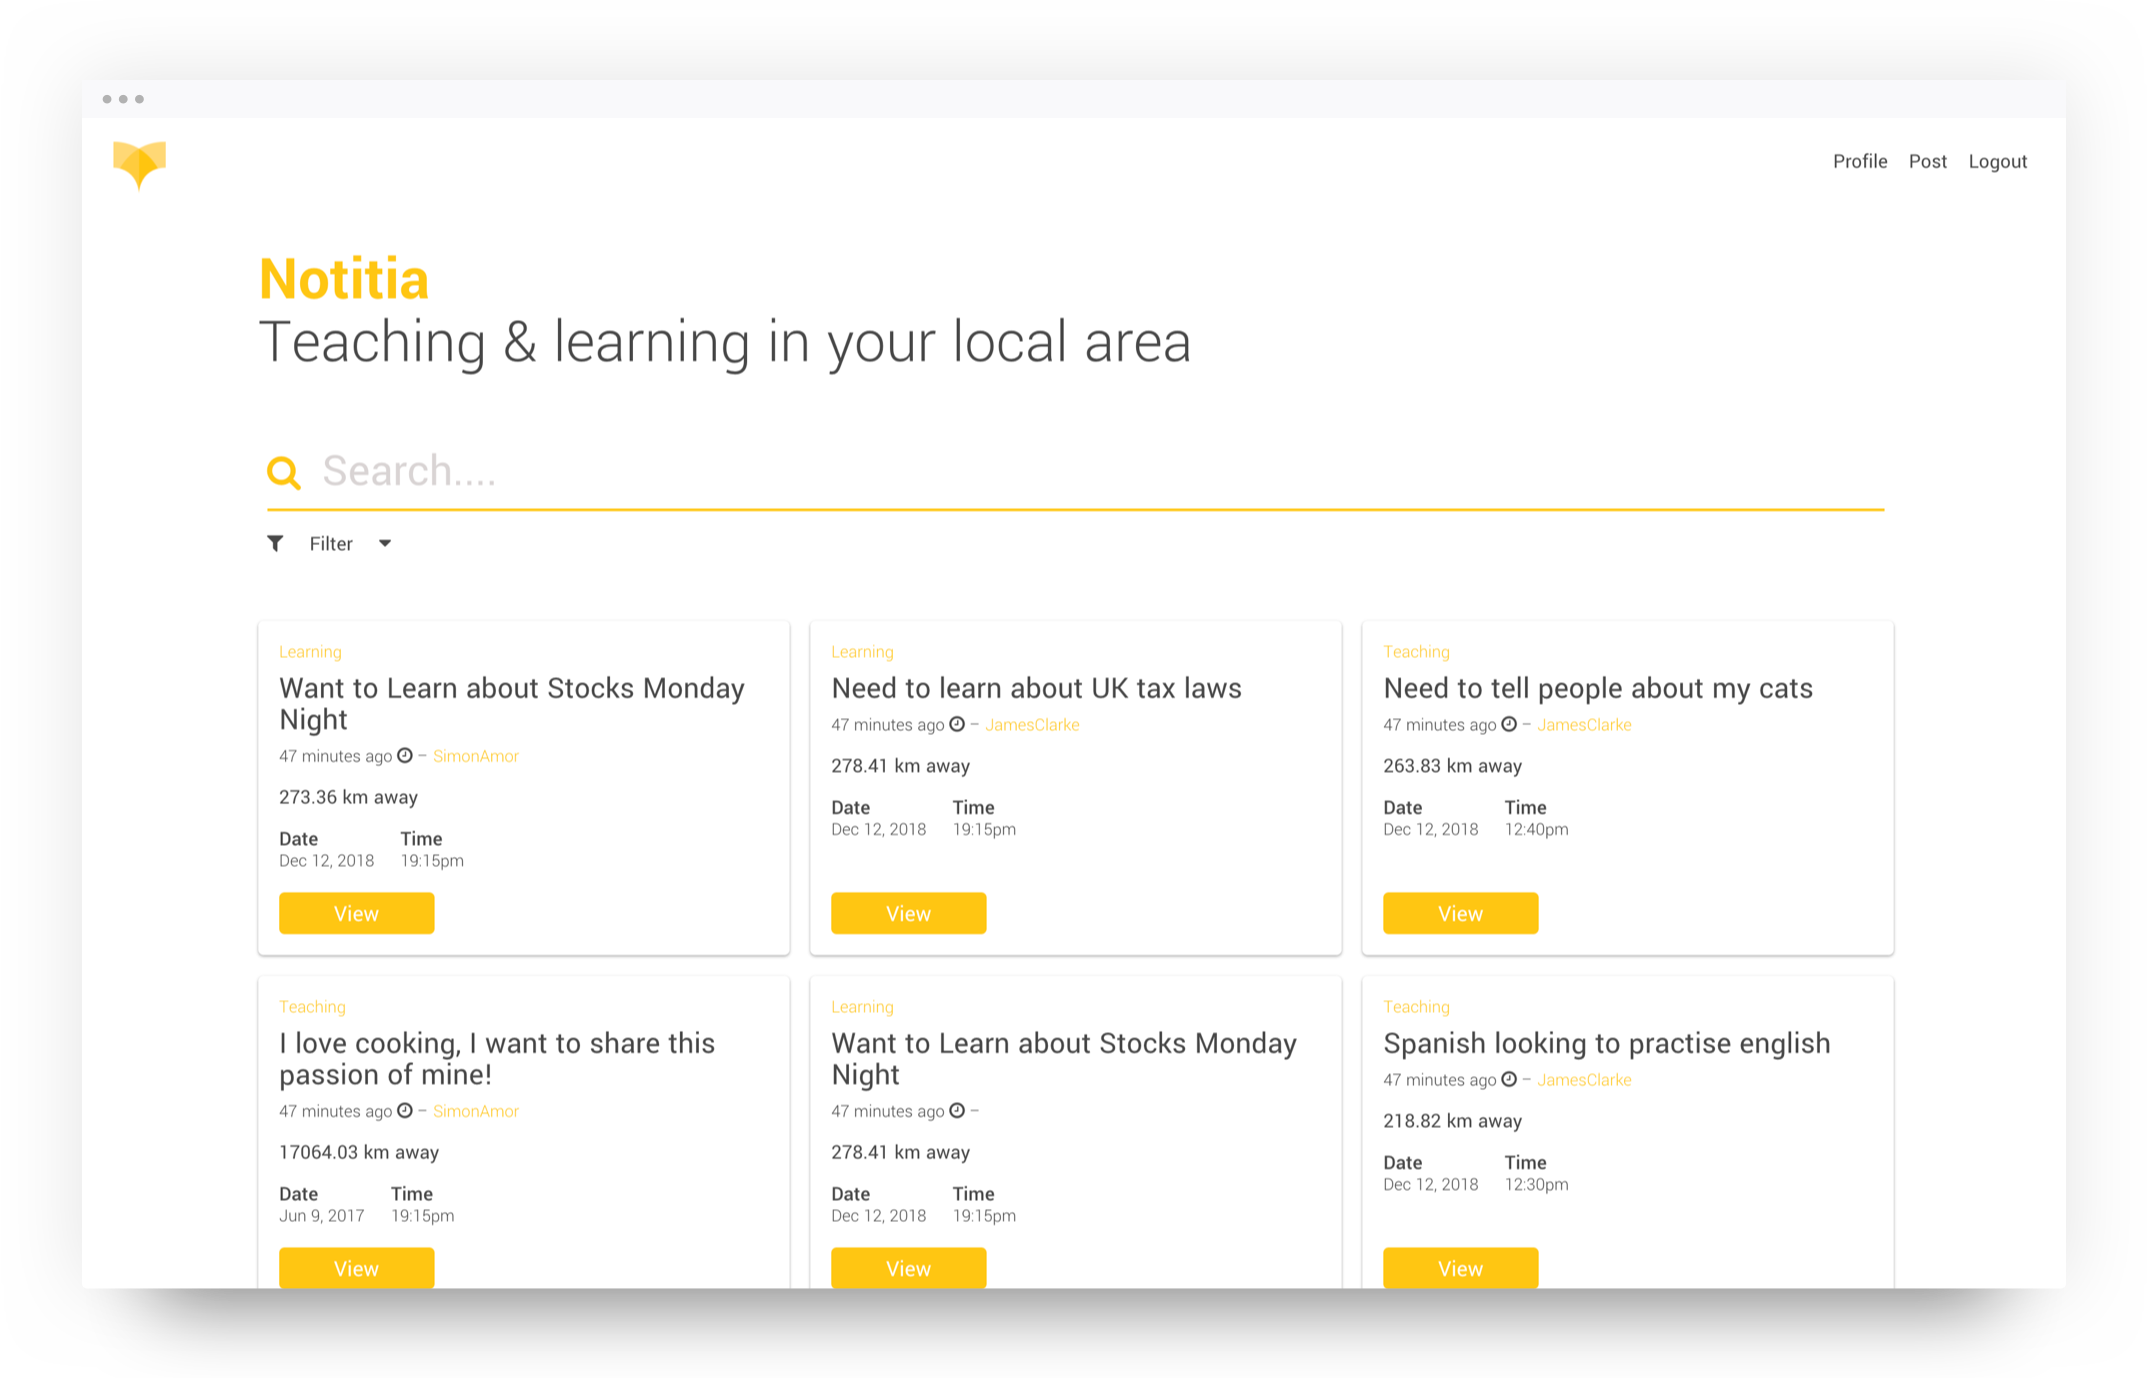 Profile Post Logout
Notitia
Teaching & learning in your local area
Search....
Filter
Learning
Want to Learn about Stocks Monday
Night
47 minutes ago – SimonAmor
273.36 km away
Date Time
Dec 12, 2018 19:15pm
View
Learning
Need to learn about UK tax laws
47 minutes ago – JamesClarke
278.41 km away
Date Time
Dec 12, 2018 19:15pm
View
Teaching
Need to tell people about my cats
47 minutes ago – JamesClarke
263.83 km away
Date Time
Dec 12, 2018 12:40pm
View
Teaching
I love cooking, I want to share this
passion of mine!
47 minutes ago – SimonAmor
17064.03 km away
Date Time
Jun 9, 2017 19:15pm
View
Learning
Want to Learn about Stocks Monday
Night
47 minutes ago –
278.41 km away
Date Time
Dec 12, 2018 19:15pm
View
Teaching
Spanish looking to practise english
47 minutes ago – JamesClarke
218.82 km away
Date Time
Dec 12, 2018 12:30pm
View